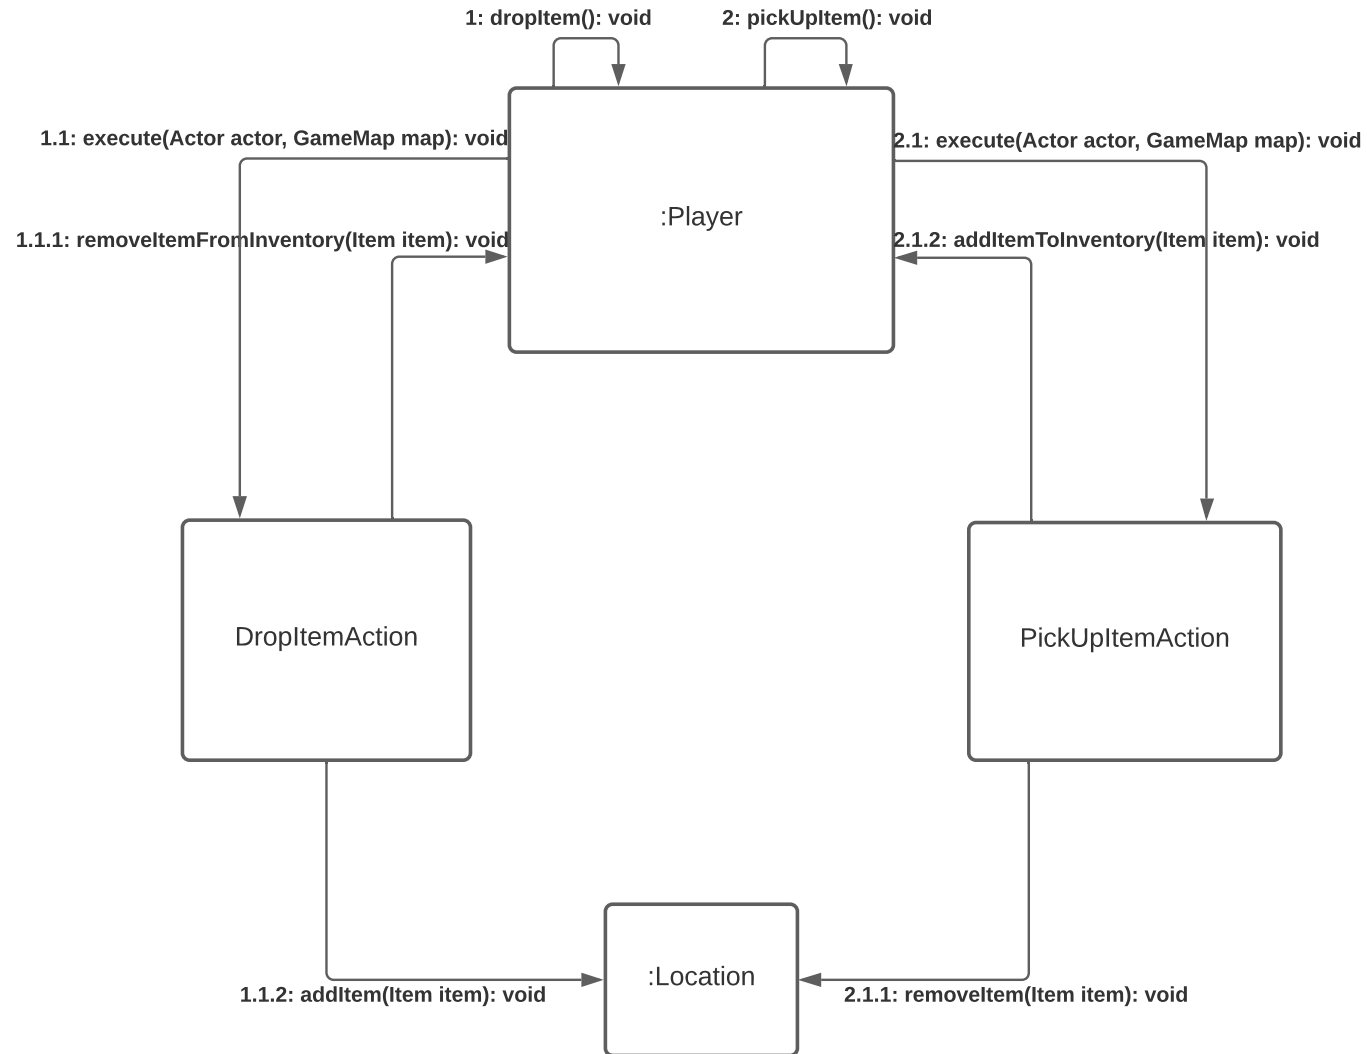 1: dropItem(): void
2: pickUpItem(): void
1.1: execute(Actor actor, GameMap map): void
2.1: execute(Actor actor, GameMap map): void
:Player
1.1.1: removeItemFromInventory(Item item): void
2.1.2: addItemToInventory(Item item): void
DropItemAction
PickUpItemAction
:Location
1.1.2: addItem(Item item): void
2.1.1: removeItem(Item item): void